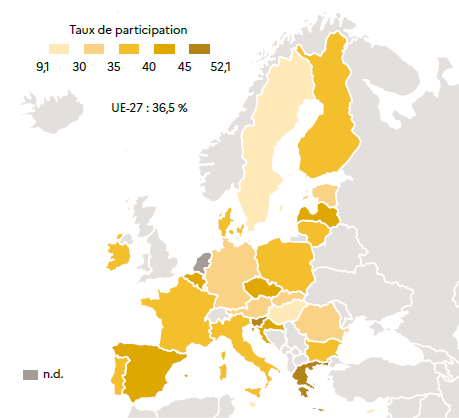 Taux de participation
9,1 30 35 40 45 52,1
UE-27 : 36,5 %
n.d.